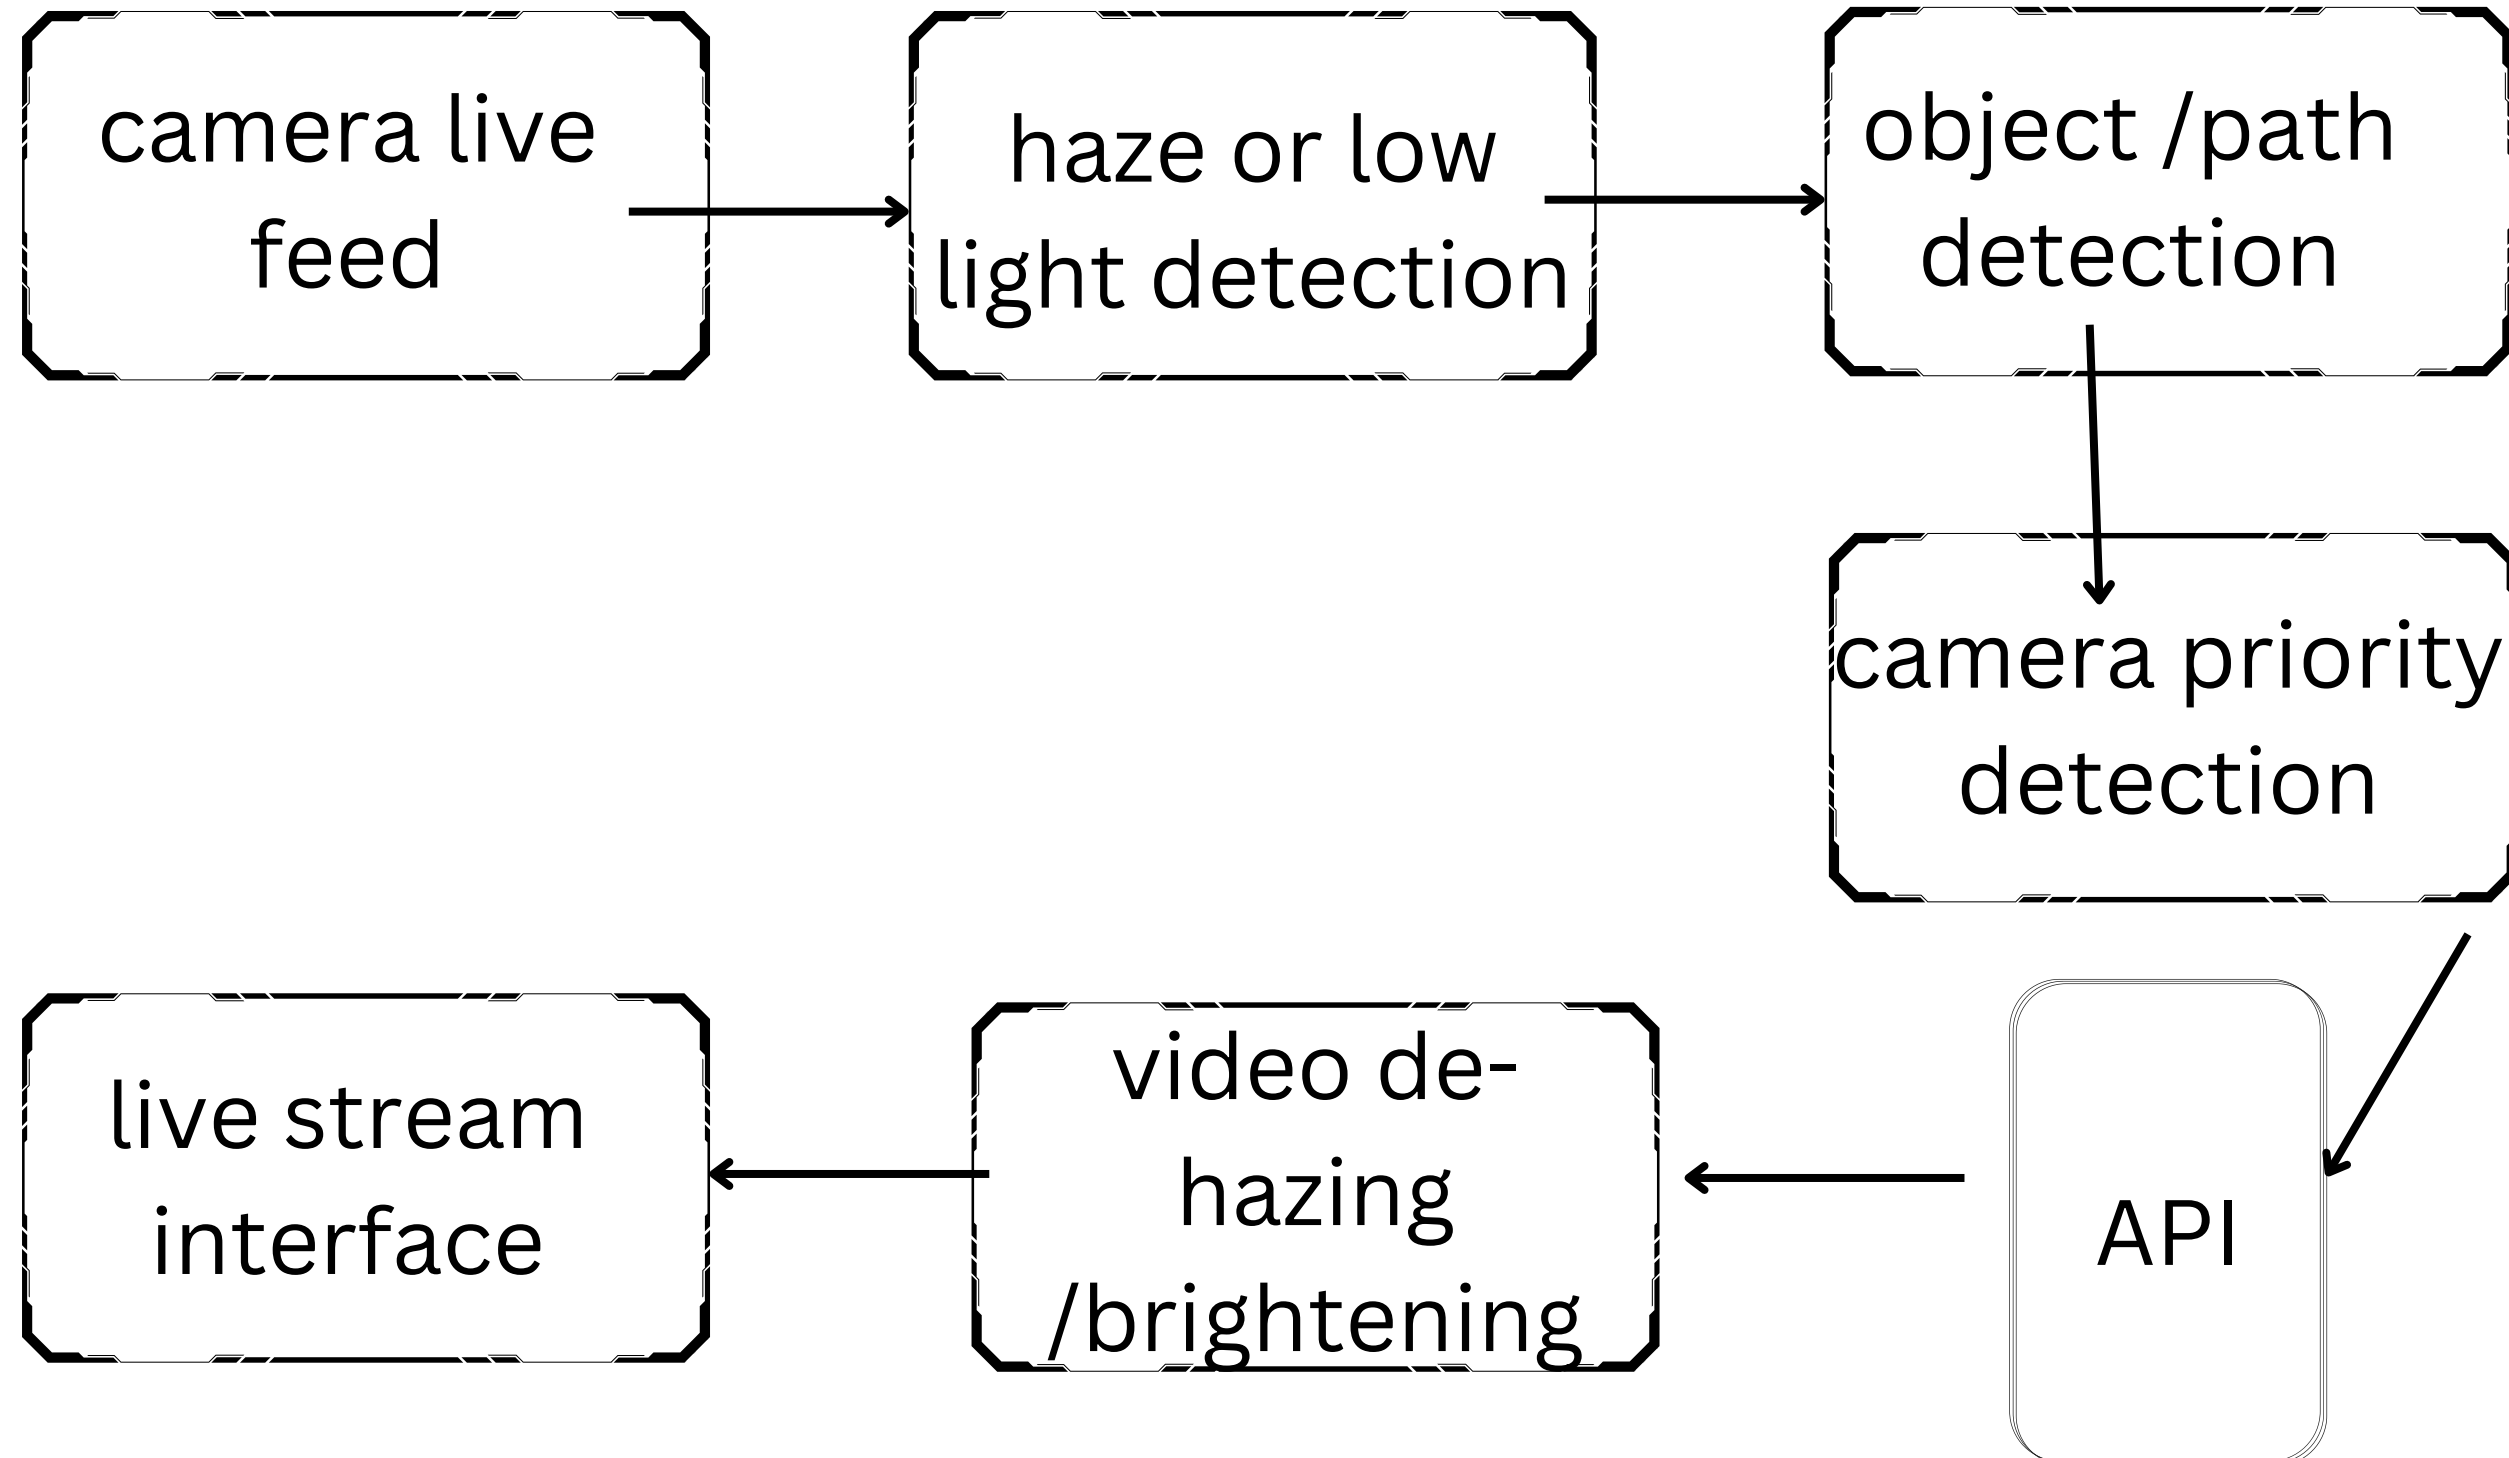 camera live
feed
haze or low
light detection
object /path
detection
camera priority
detection
API
video de-
hazing
/brightening
live stream
interface